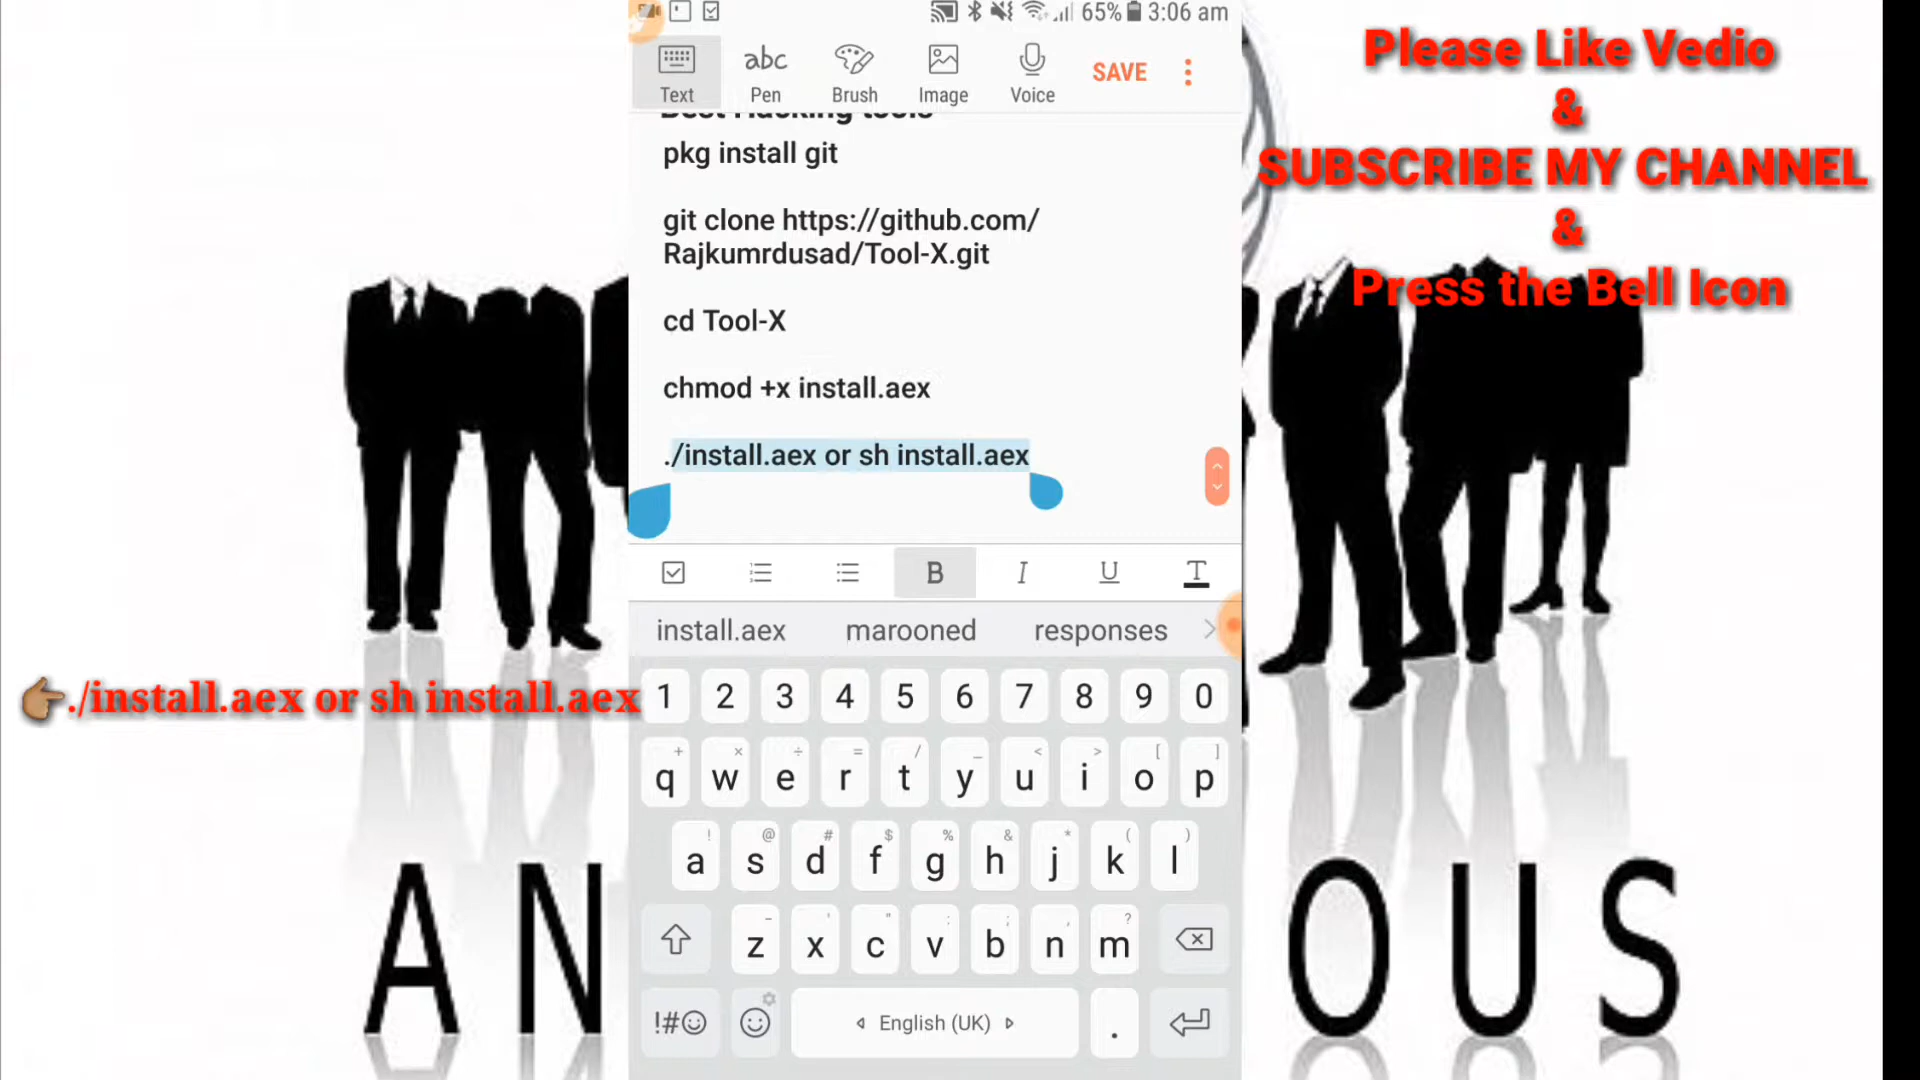 65% 3:06 am
Text
abc
Pen
Brush
Image
Voice
SAVE
Best Hacking tools
pkg install git
git clone https://github.com/
Rajkumrdusad/Tool-X.git
cd Tool-X
chmod +x install.aex
./install.aex or sh install.aex
B I U T
install.aex marooned responses
1 2 3 4 5 6 7 8 9 0
+ × ÷ = / _ < > [ ]
q w e r t y u i o p
! @ # $ % & * ( )
a s d f g h j k l
- ' " : ; , ?
z x c v b n m
!#☺ English (UK) .
Please Like Vedio
&
SUBSCRIBE MY CHANNEL
&
Press the Bell Icon
👉./install.aex or sh install.aex
AN OUS